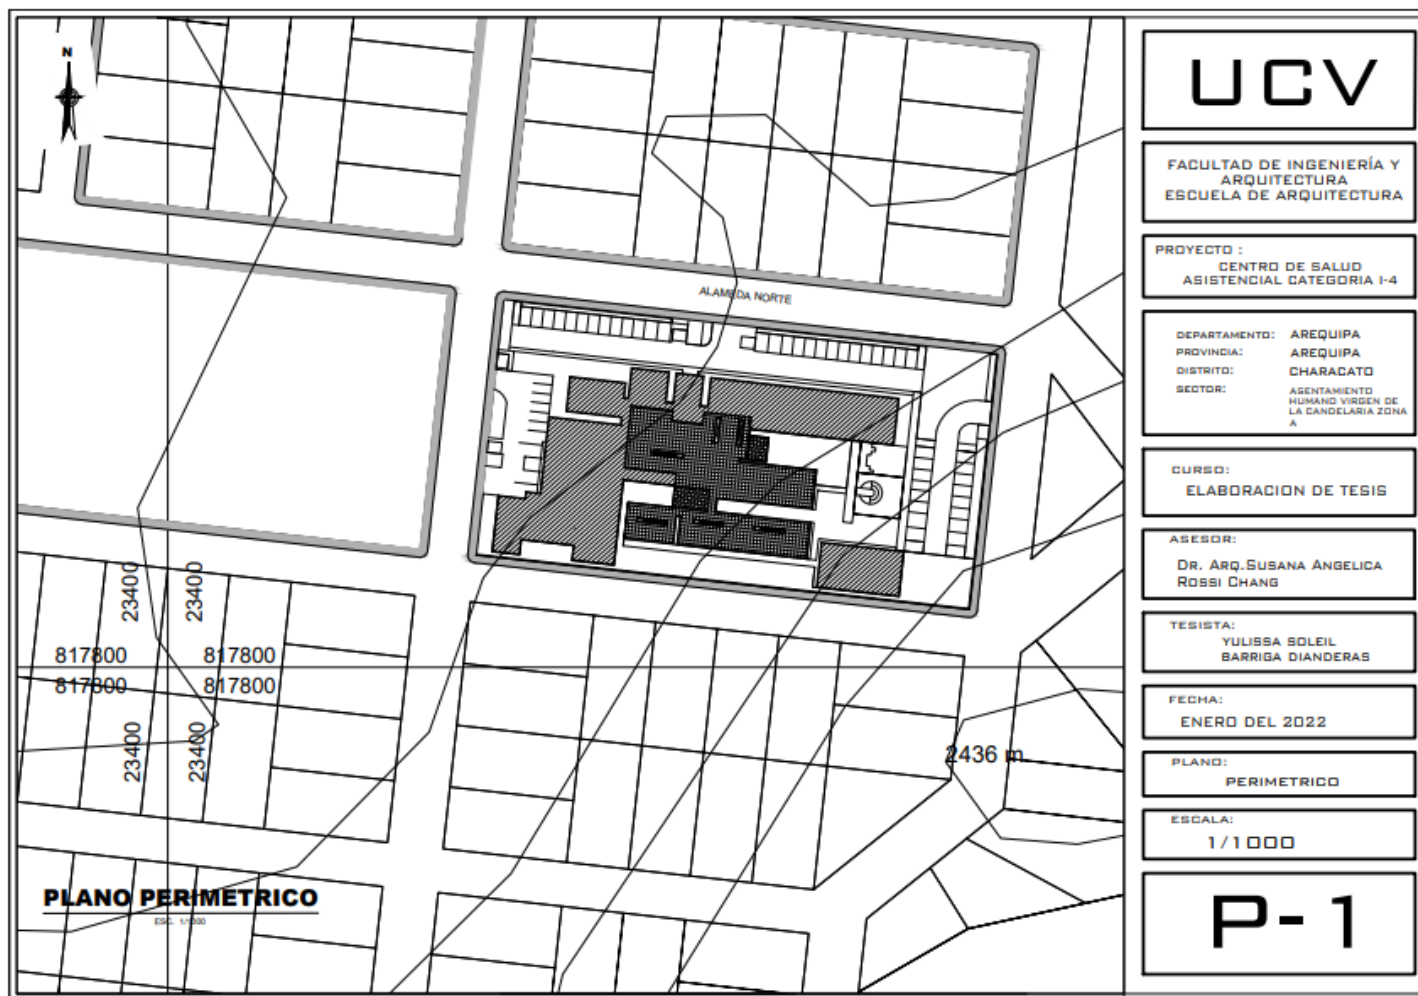 N
ALAMEDA NORTE
23400
23400
817800
817800
817800
817800
23400
23400
2436 m.
PLANO PERIMETRICO
ESC. 1/1000
UCV
FACULTAD DE INGENIERÍA Y
ARQUITECTURA
ESCUELA DE ARQUITECTURA
PROYECTO :
CENTRO DE SALUD
ASISTENCIAL CATEGORIA I-4
DEPARTAMENTO: AREQUIPA
PROVINCIA: AREQUIPA
DISTRITO: CHARACATO
SECTOR: ASENTAMIENTO
HUMANO VIRGEN DE
LA CANDELARIA ZONA
A
CURSO:
ELABORACION DE TESIS
ASESOR:
DR. ARQ.SUSANA ANGELICA
ROSSI CHANG
TESISTA:
YULISSA SOLEIL
BARRIGA DIANDERAS
FECHA:
ENERO DEL 2022
PLANO:
PERIMETRICO
ESCALA:
1/1000
P-1